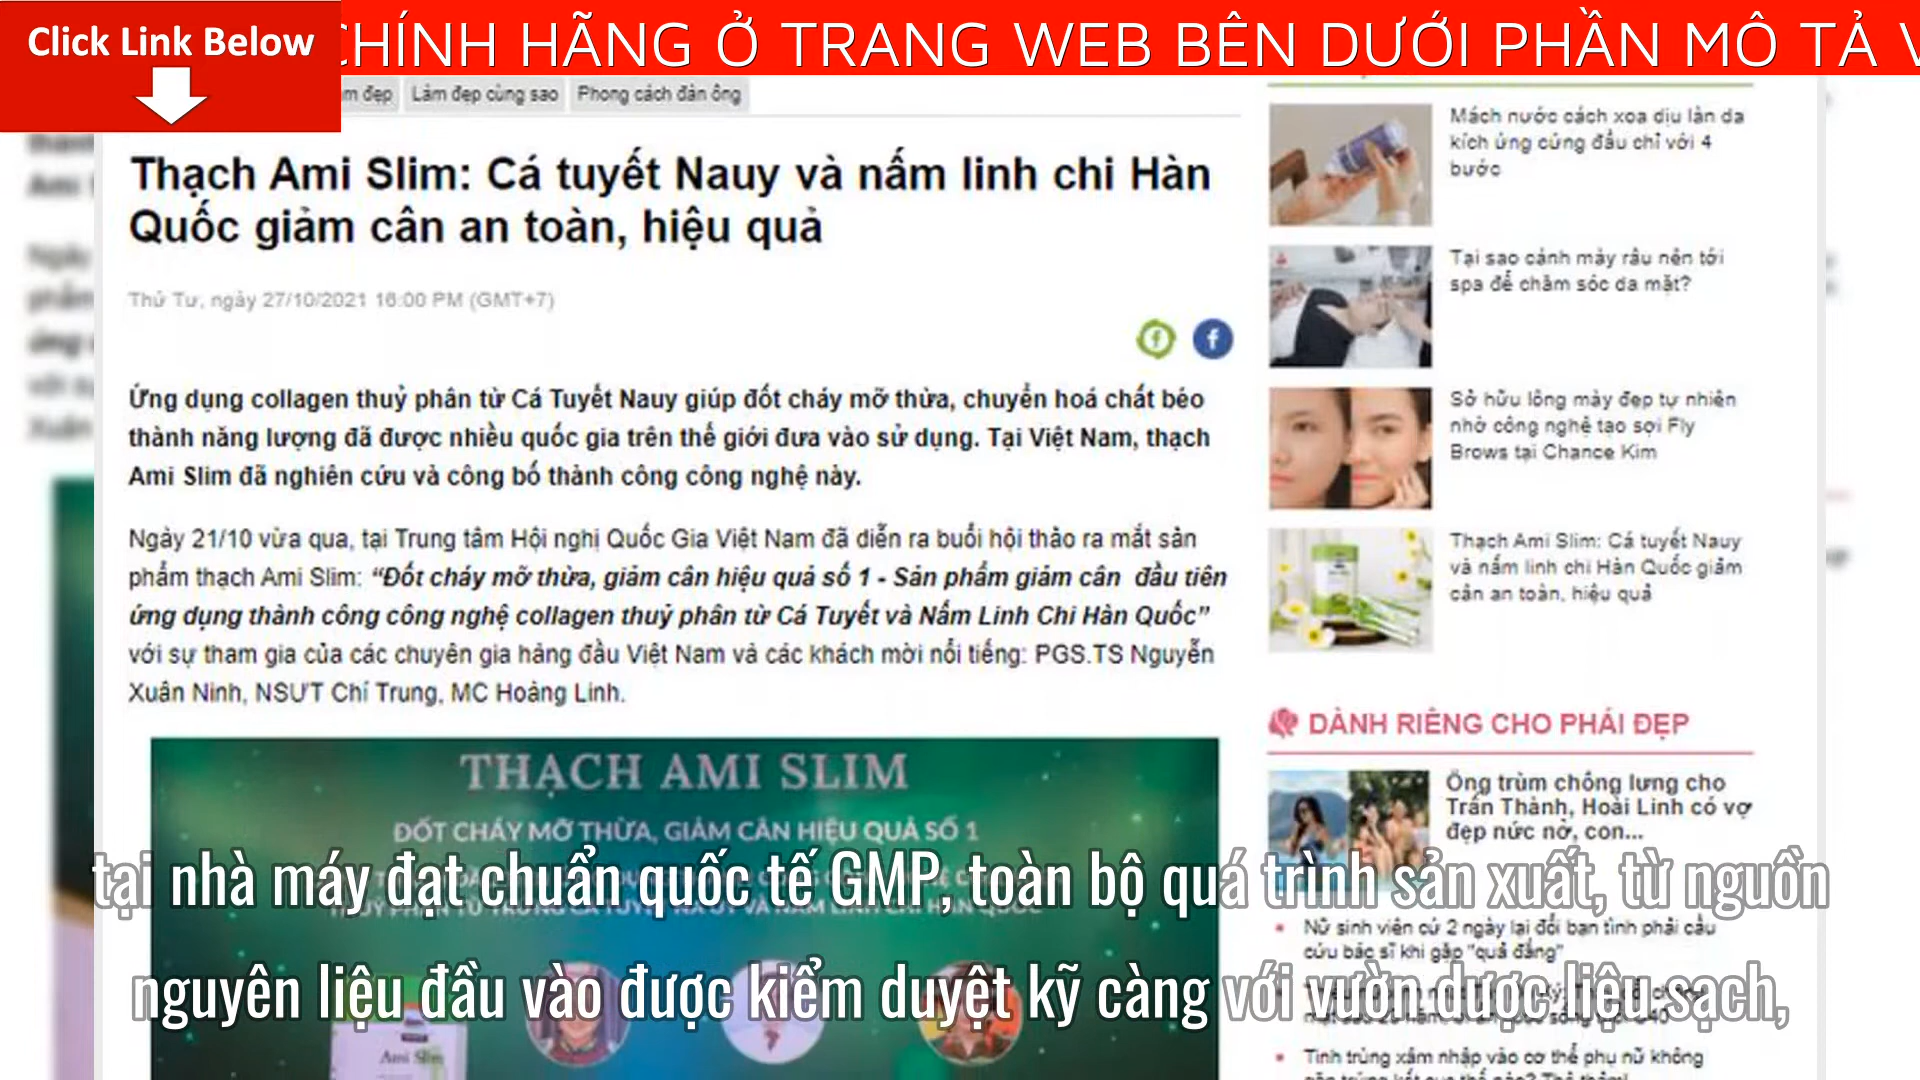 Click Link Below
CHÍNH HÃNG Ở TRANG WEB BÊN DƯỚI PHẦN MÔ TẢ V
đẹp
Làm đẹp cùng sao
Phong cách đàn ông
Thạch Ami Slim: Cá tuyết Nauy và nấm linh chi Hàn
Quốc giảm cân an toàn, hiệu quả
Thứ Tư, ngày 27/10/2021 16:00 PM (GMT+7)
Ứng dụng collagen thuỷ phân từ Cá Tuyết Nauy giúp đốt cháy mỡ thừa, chuyển hoá chất béo
thành năng lượng đã được nhiều quốc gia trên thế giới đưa vào sử dụng. Tại Việt Nam, thạch
Ami Slim đã nghiên cứu và công bố thành công công nghệ này.
Ngày 21/10 vừa qua, tại Trung tâm Hội nghị Quốc Gia Việt Nam đã diễn ra buổi hội thảo ra mắt sản
phẩm thạch Ami Slim: “Đốt cháy mỡ thừa, giảm cân hiệu quả số 1 - Sản phẩm giảm cân đầu tiên
ứng dụng thành công công nghệ collagen thuỷ phân từ Cá Tuyết và Nấm Linh Chi Hàn Quốc”
với sự tham gia của các chuyên gia hàng đầu Việt Nam và các khách mời nổi tiếng: PGS.TS Nguyễn
Xuân Ninh, NSƯT Chí Trung, MC Hoàng Linh.
THẠCH AMI SLIM
ĐỐT CHÁY MỠ THỪA, GIẢM CÂN HIỆU QUẢ SỐ 1
Ami Slim
Mách nước cách xoa dịu làn da
kích ứng cứng đầu chỉ với 4
bước
Tại sao cánh mày râu nên tới
spa để chăm sóc da mặt?
Sở hữu lông mày đẹp tự nhiên
nhờ công nghệ tạo sợi Fly
Brows tại Chance Kim
Thạch Ami Slim: Cá tuyết Nauy
và nấm linh chi Hàn Quốc giảm
cân an toàn, hiệu quả
DÀNH RIÊNG CHO PHÁI ĐẸP
Ông trùm chống lưng cho
Trấn Thành, Hoài Linh có vợ
đẹp nức nở, con...
Nữ sinh viên cứ 2 ngày lại đổi bạn tình phải cầu
cứu bác sĩ khi gặp "quả đắng"
Tinh trùng xâm nhập vào cơ thể phụ nữ không
tại nhà máy đạt chuẩn quốc tế GMP, toàn bộ quá trình sản xuất, từ nguồn
nguyên liệu đầu vào được kiểm duyệt kỹ càng với vườn dược liệu sạch,